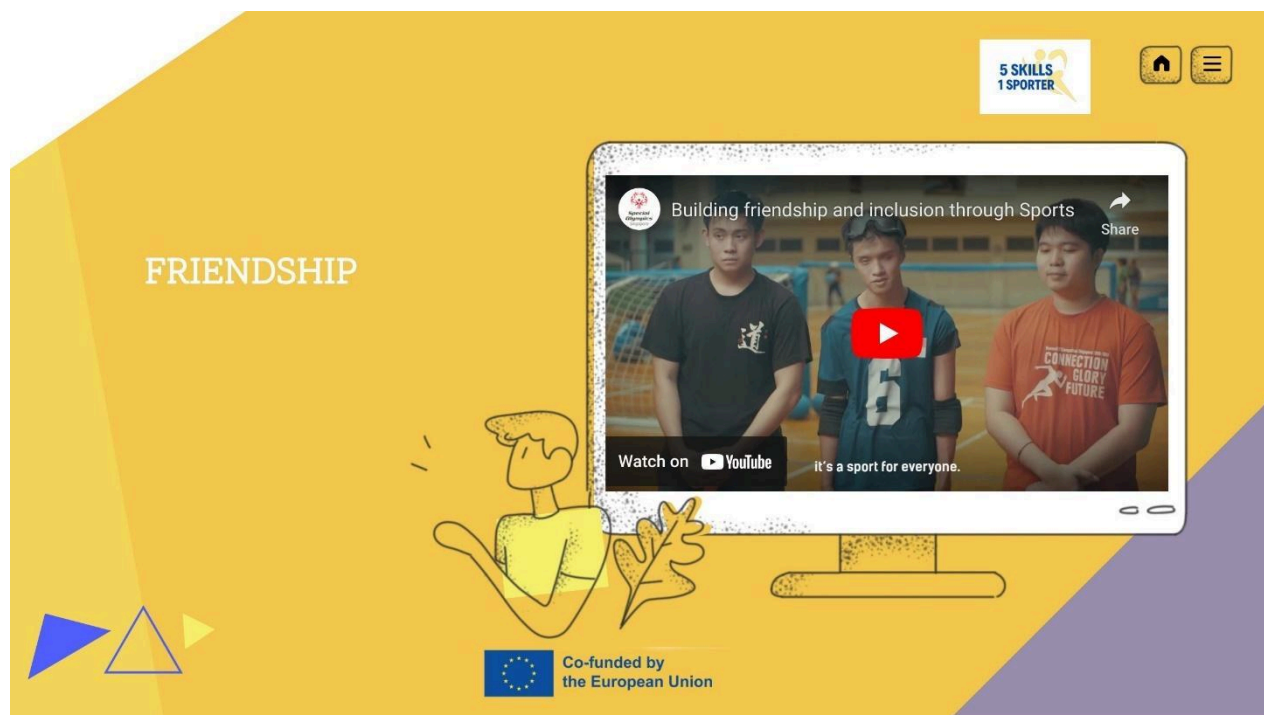 5 SKILLS
1 SPORTER
Building friendship and inclusion through Sports
Share
FRIENDSHIP
道
6
CONNECTION
GLORY
FUTURE
Watch on YouTube
it's a sport for everyone.
Co-funded by
the European Union